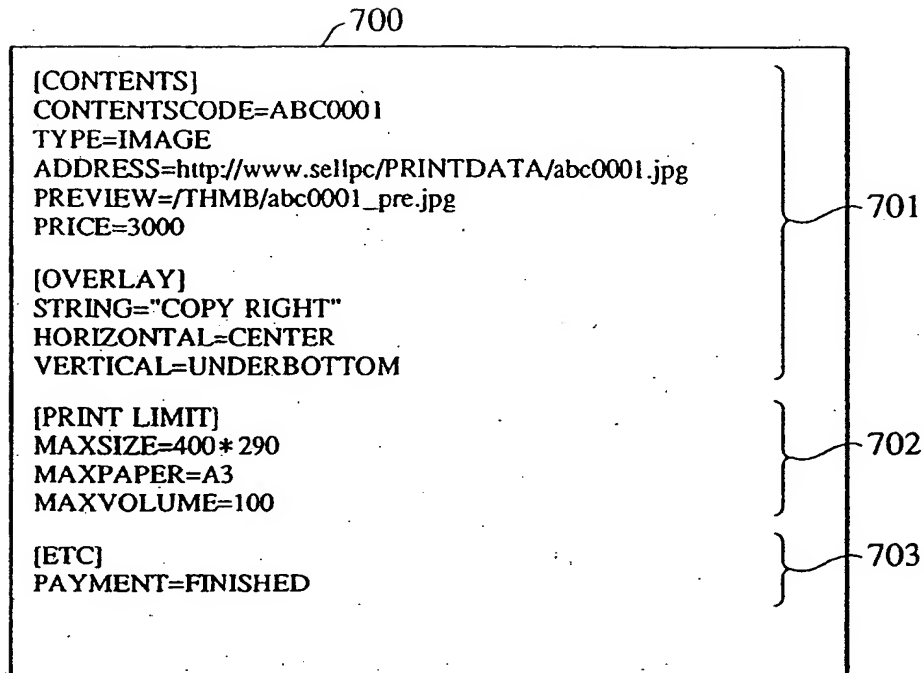 700
[CONTENTS]
CONTENTSCODE=ABC0001
TYPE=IMAGE
ADDRESS=http://www.sellpc/PRINTDATA/abc0001.jpg
PREVIEW=/THMB/abc0001_pre.jpg
PRICE=3000
701
[OVERLAY]
STRING="COPY RIGHT"
HORIZONTAL=CENTER
VERTICAL=UNDERBOTTOM
[PRINT LIMIT]
MAXSIZE=400*290
702
MAXPAPER=A3
MAXVOLUME=100
[ETC]
703
PAYMENT=FINISHED